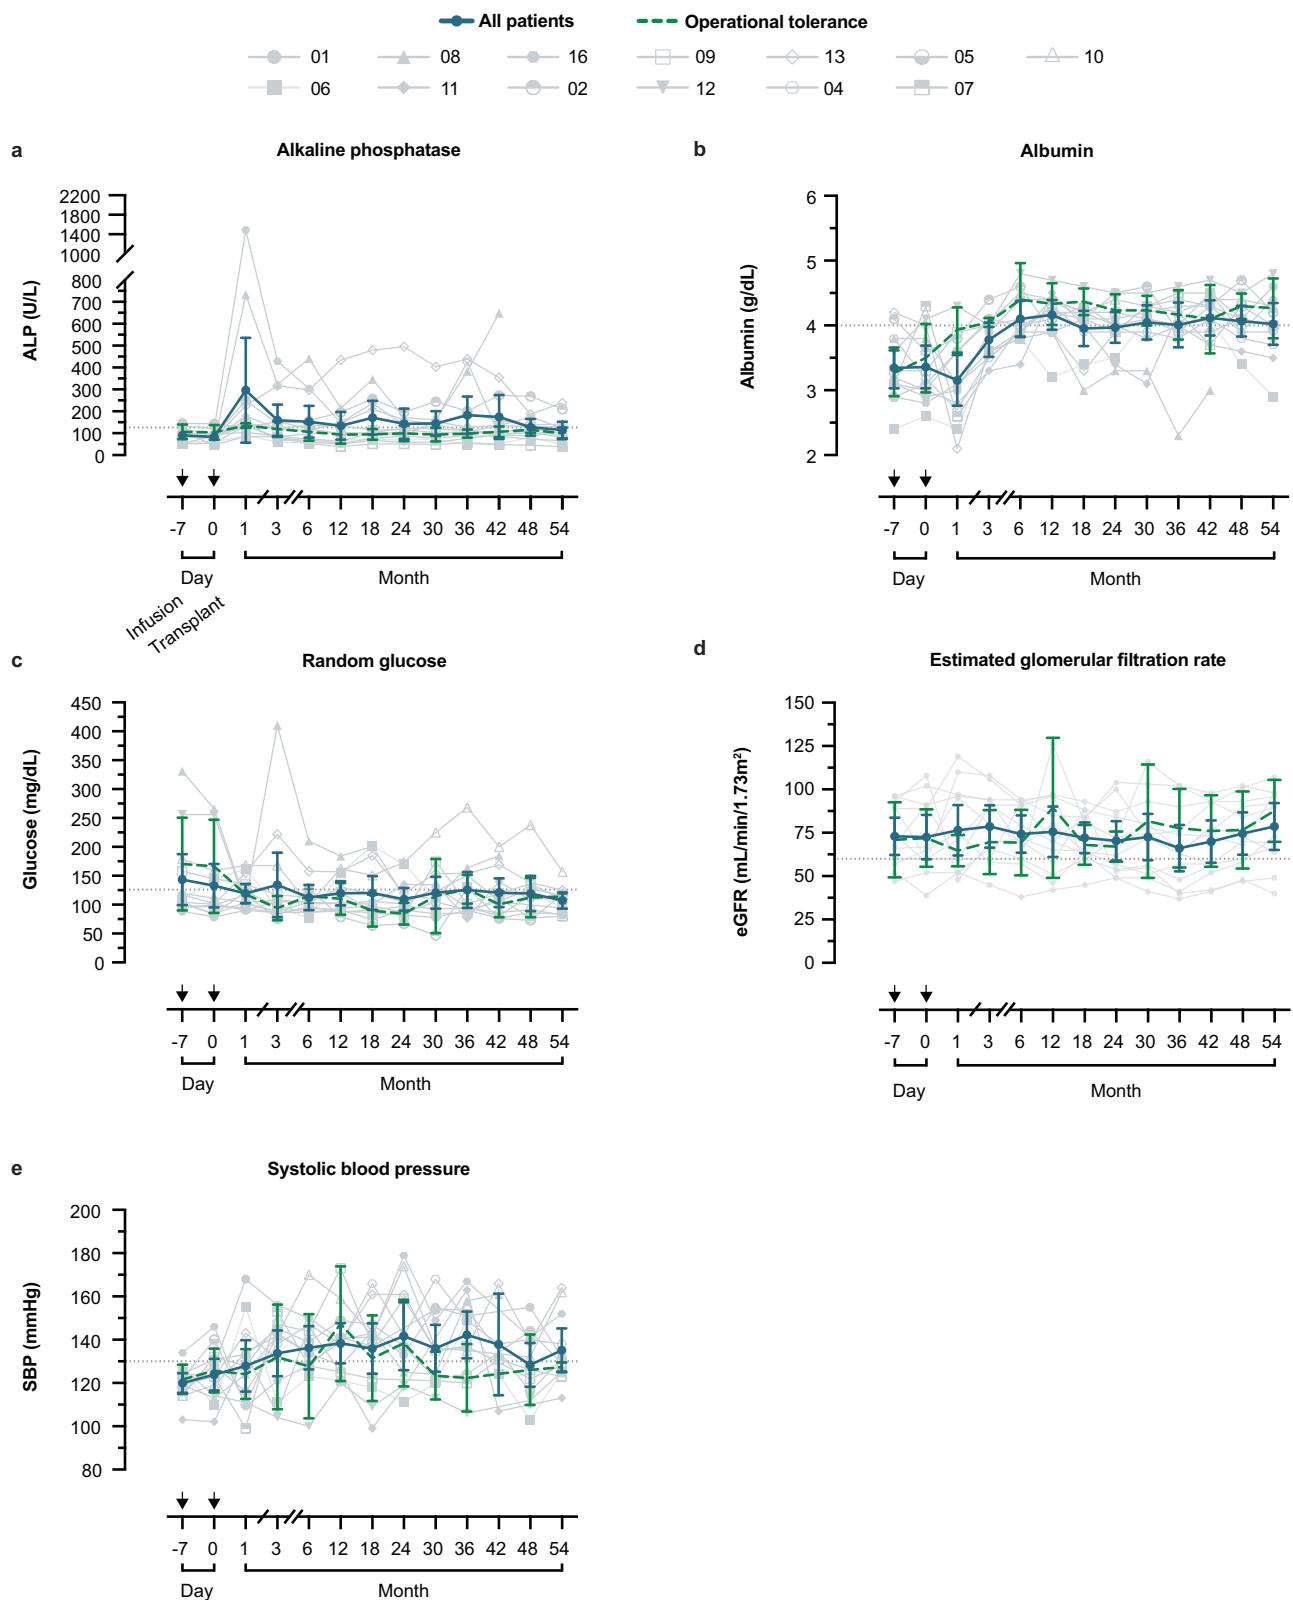 All patients Operational tolerance
01 08 16 09 13 05 10
06 11 02 12 04 07
a Alkaline phosphatase
2200
1800
1400
1000
800
700
600
500
400
300
200
100
0
ALP (U/L)
-7 0 1 3 6 12 18 24 30 36 42 48 54
Day Month
Infusion
Transplant
b Albumin
6
5
4
3
2
Albumin (g/dL)
-7 0 1 3 6 12 18 24 30 36 42 48 54
Day Month
c Random glucose
450
400
350
300
250
200
150
100
50
0
Glucose (mg/dL)
-7 0 1 3 6 12 18 24 30 36 42 48 54
Day Month
d Estimated glomerular filtration rate
150
125
100
75
50
25
0
eGFR (mL/min/1.73m²)
-7 0 1 3 6 12 18 24 30 36 42 48 54
Day Month
e Systolic blood pressure
200
180
160
140
120
100
80
SBP (mmHg)
-7 0 1 3 6 12 18 24 30 36 42 48 54
Day Month